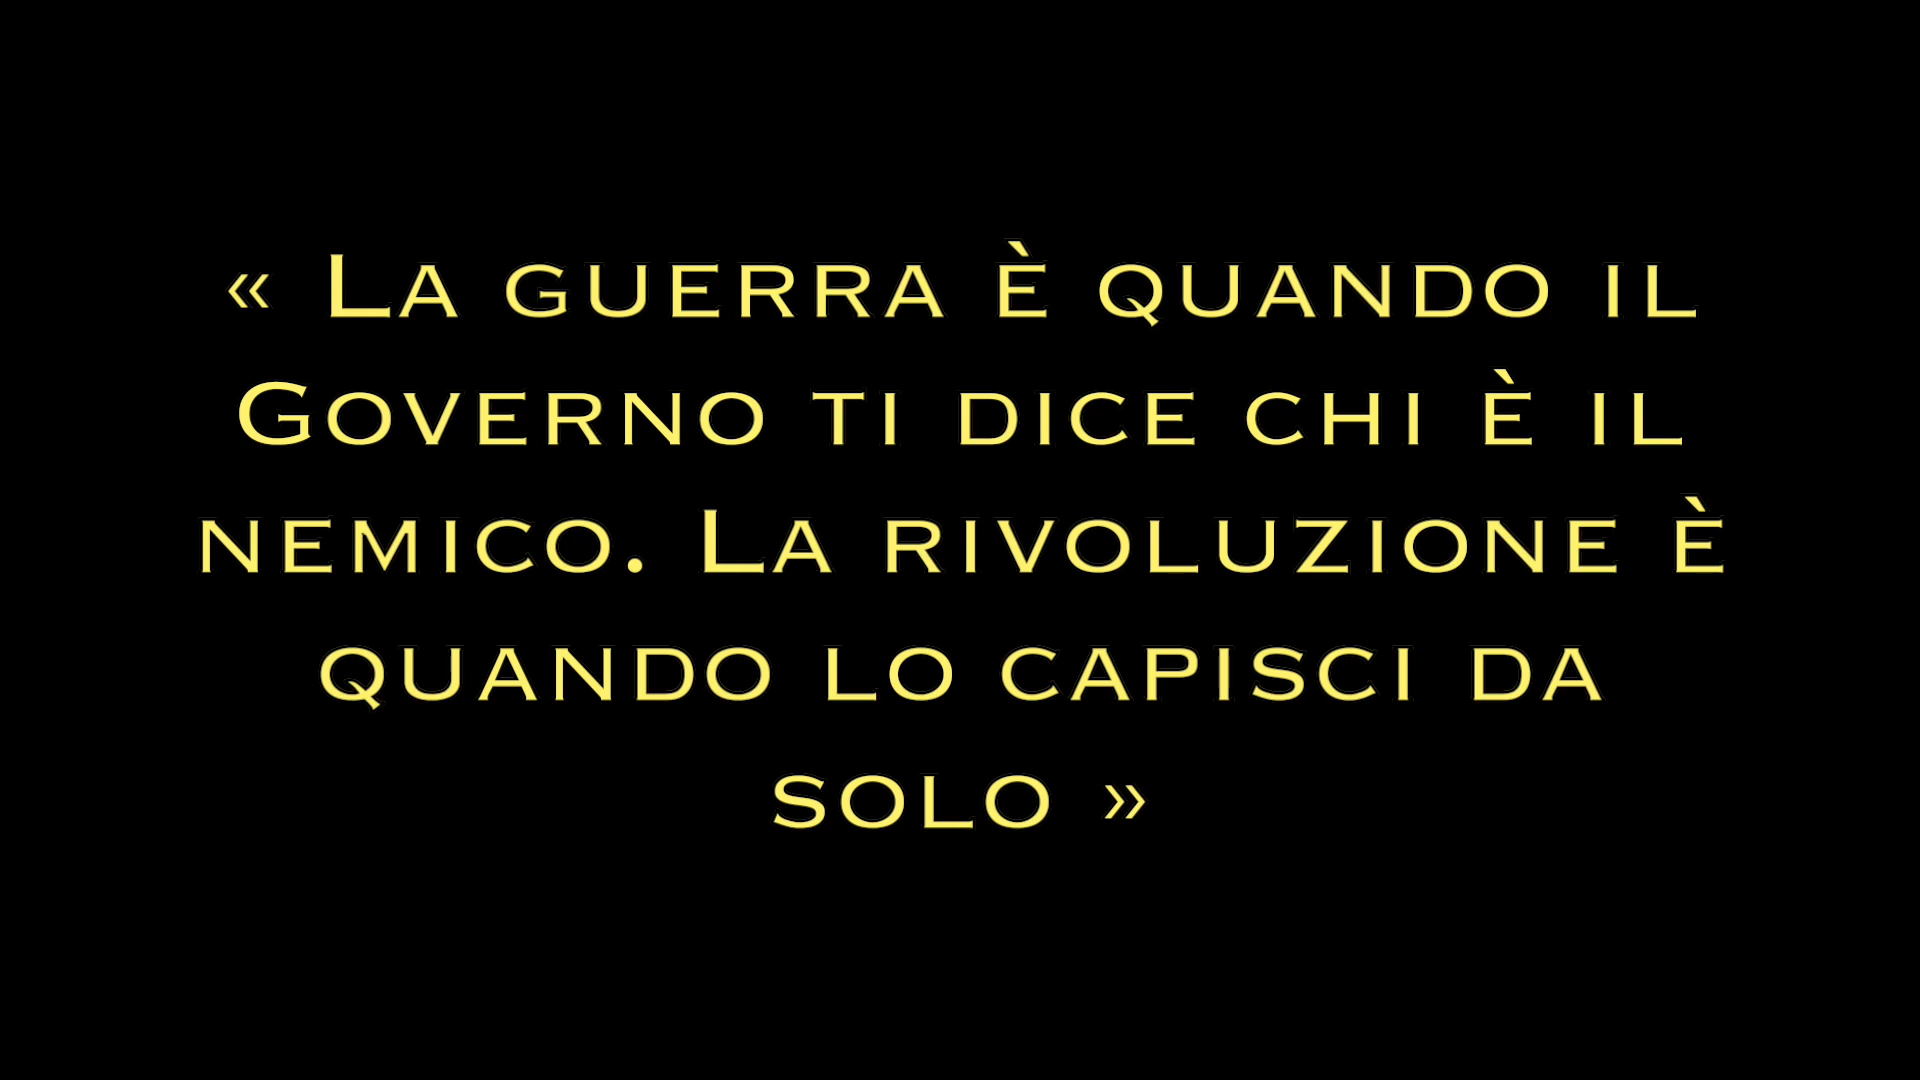 « La guerra è quando il
Governo ti dice chi è il
nemico. La rivoluzione è
quando lo capisci da
solo »